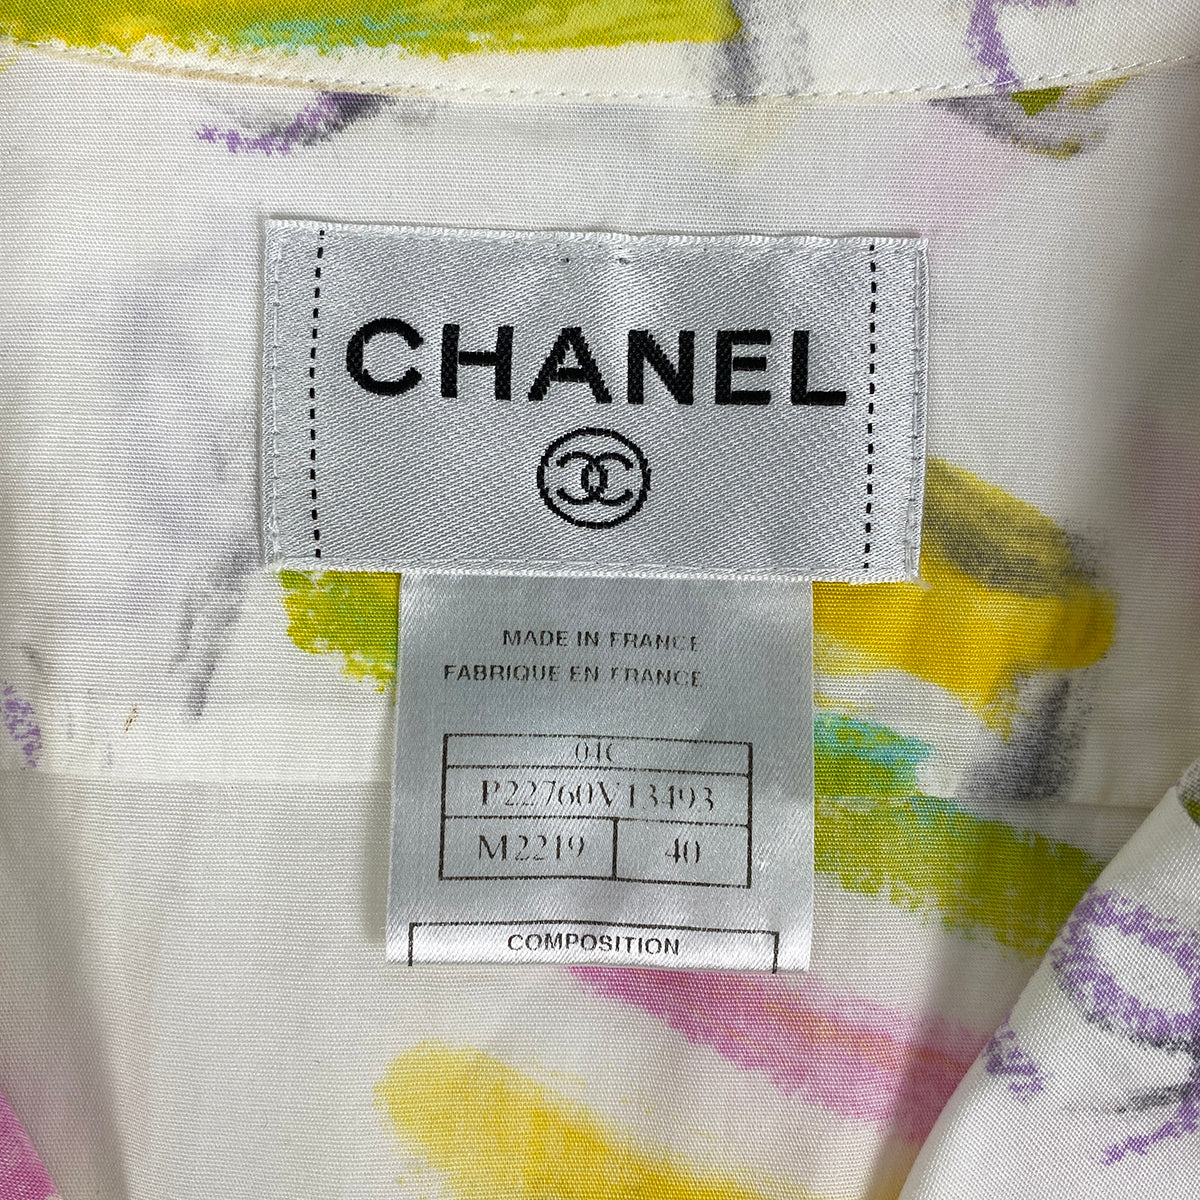 CHANEL
MADE IN FRANCE
FABRIQUE EN FRANCE
04C
P22760V13493
M2219 40
COMPOSITION